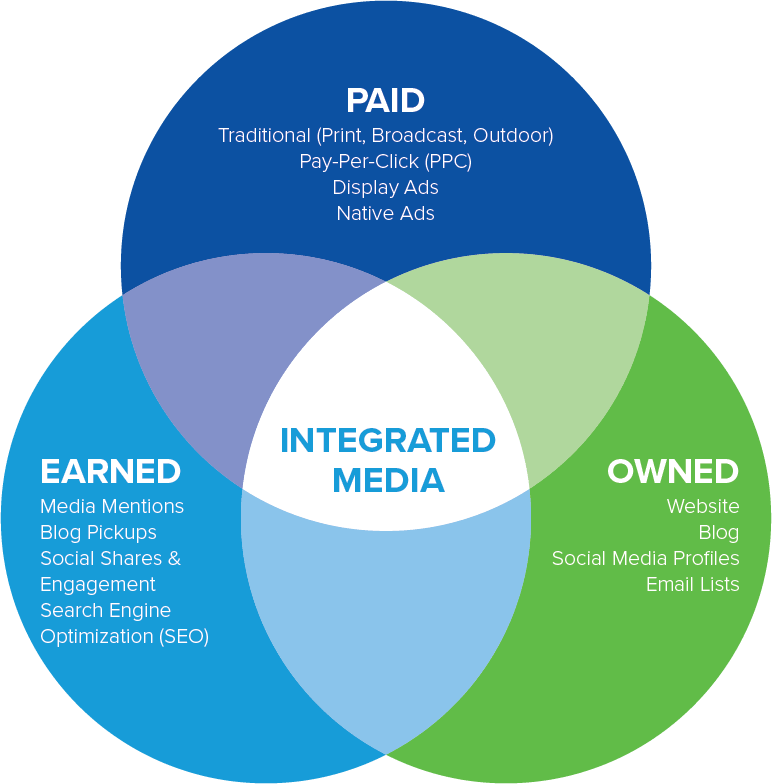 PAID
Traditional (Print, Broadcast, Outdoor)
Pay-Per-Click (PPC)
Display Ads
Native Ads
INTEGRATED
MEDIA
EARNED
Media Mentions
Blog Pickups
Social Shares &
Engagement
Search Engine
Optimization (SEO)
OWNED
Website
Blog
Social Media Profiles
Email Lists